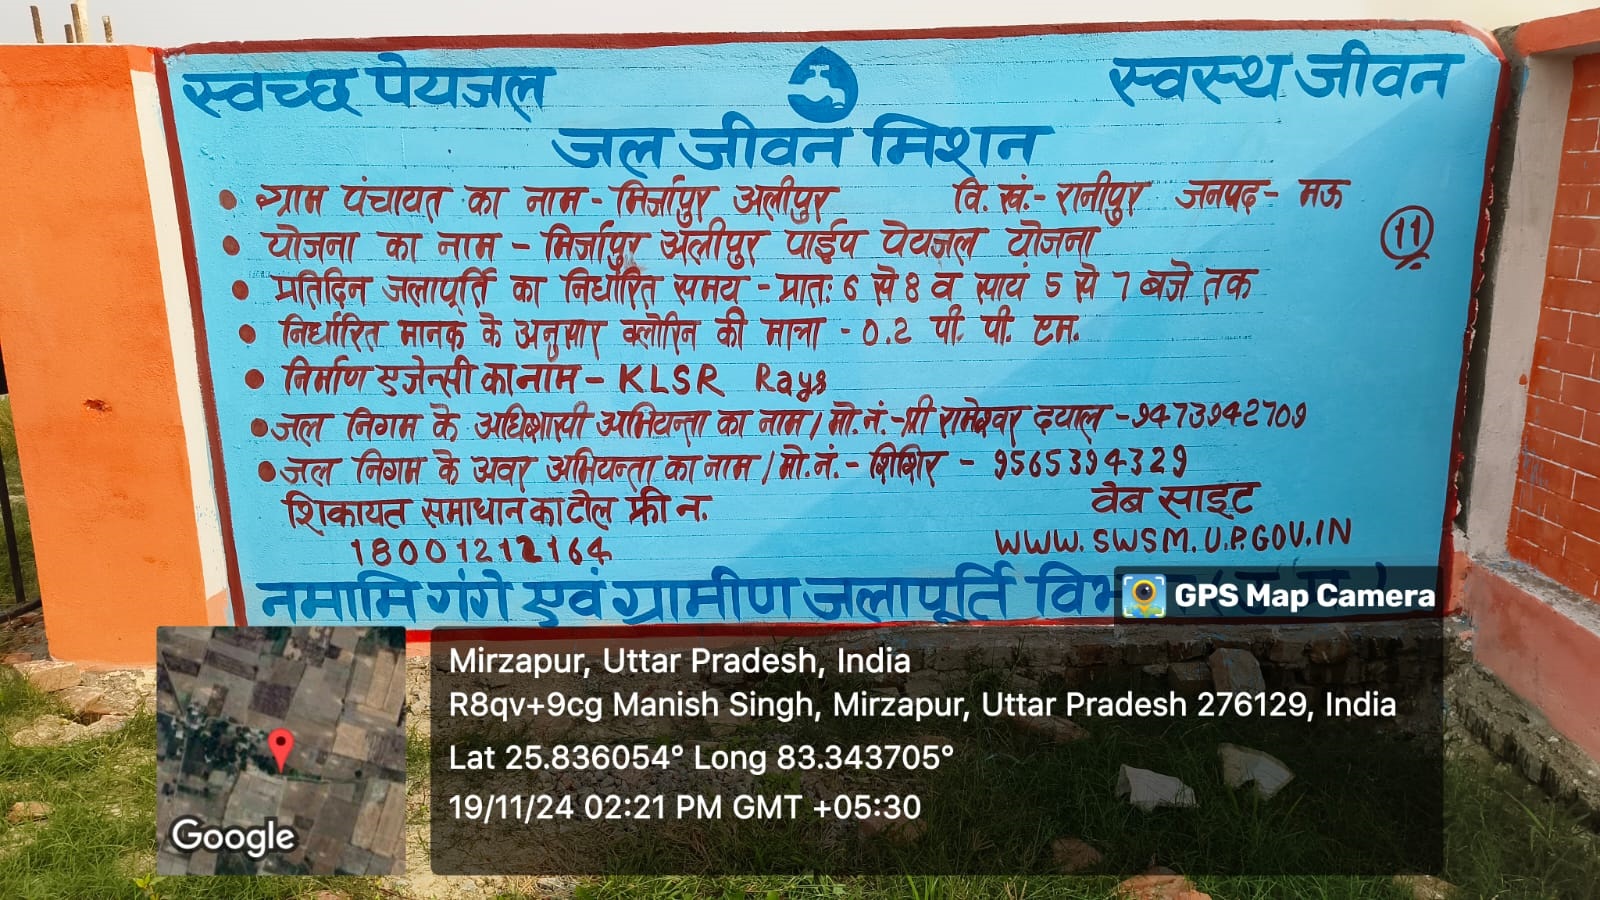 स्वच्छ पेयजल स्वस्थ जीवन
जल जीवन मिशन
• ग्राम पंचायत का नाम - मिर्जापुर अलीपुर वि. खं.- रानीपुर जनपद- मऊ
• योजना का नाम - मिर्जापुर अलीपुर पाईप पेयजल योजना
11
• प्रतिदिन जलापूर्ति का निर्धारित समय - प्रातः 6 से 8 व सायं 5 से 7 बजे तक
• निर्धारित मानक के अनुसार क्लोरिन की मात्रा - 0.2 पी. पी. एम.
• निर्माण एजेन्सी का नाम - KLSR Rays
• जल निगम के अधिशासी अभियन्ता का नाम / मो. नं.- श्री रामेश्वर दयाल - 9473942709
• जल निगम के अवर अभियन्ता का नाम / मो. नं.- शिशिर - 9565394329
शिकायत समाधान का टोल फ्री न. वेब साइट
18001212164 WWW.SWSM.U.P.GOV.IN
नमामि गंगे एवं ग्रामीण जलापूर्ति
GPS Map Camera
Mirzapur, Uttar Pradesh, India
R8qv+9cg Manish Singh, Mirzapur, Uttar Pradesh 276129, India
Lat 25.836054° Long 83.343705°
19/11/24 02:21 PM GMT +05:30
Google